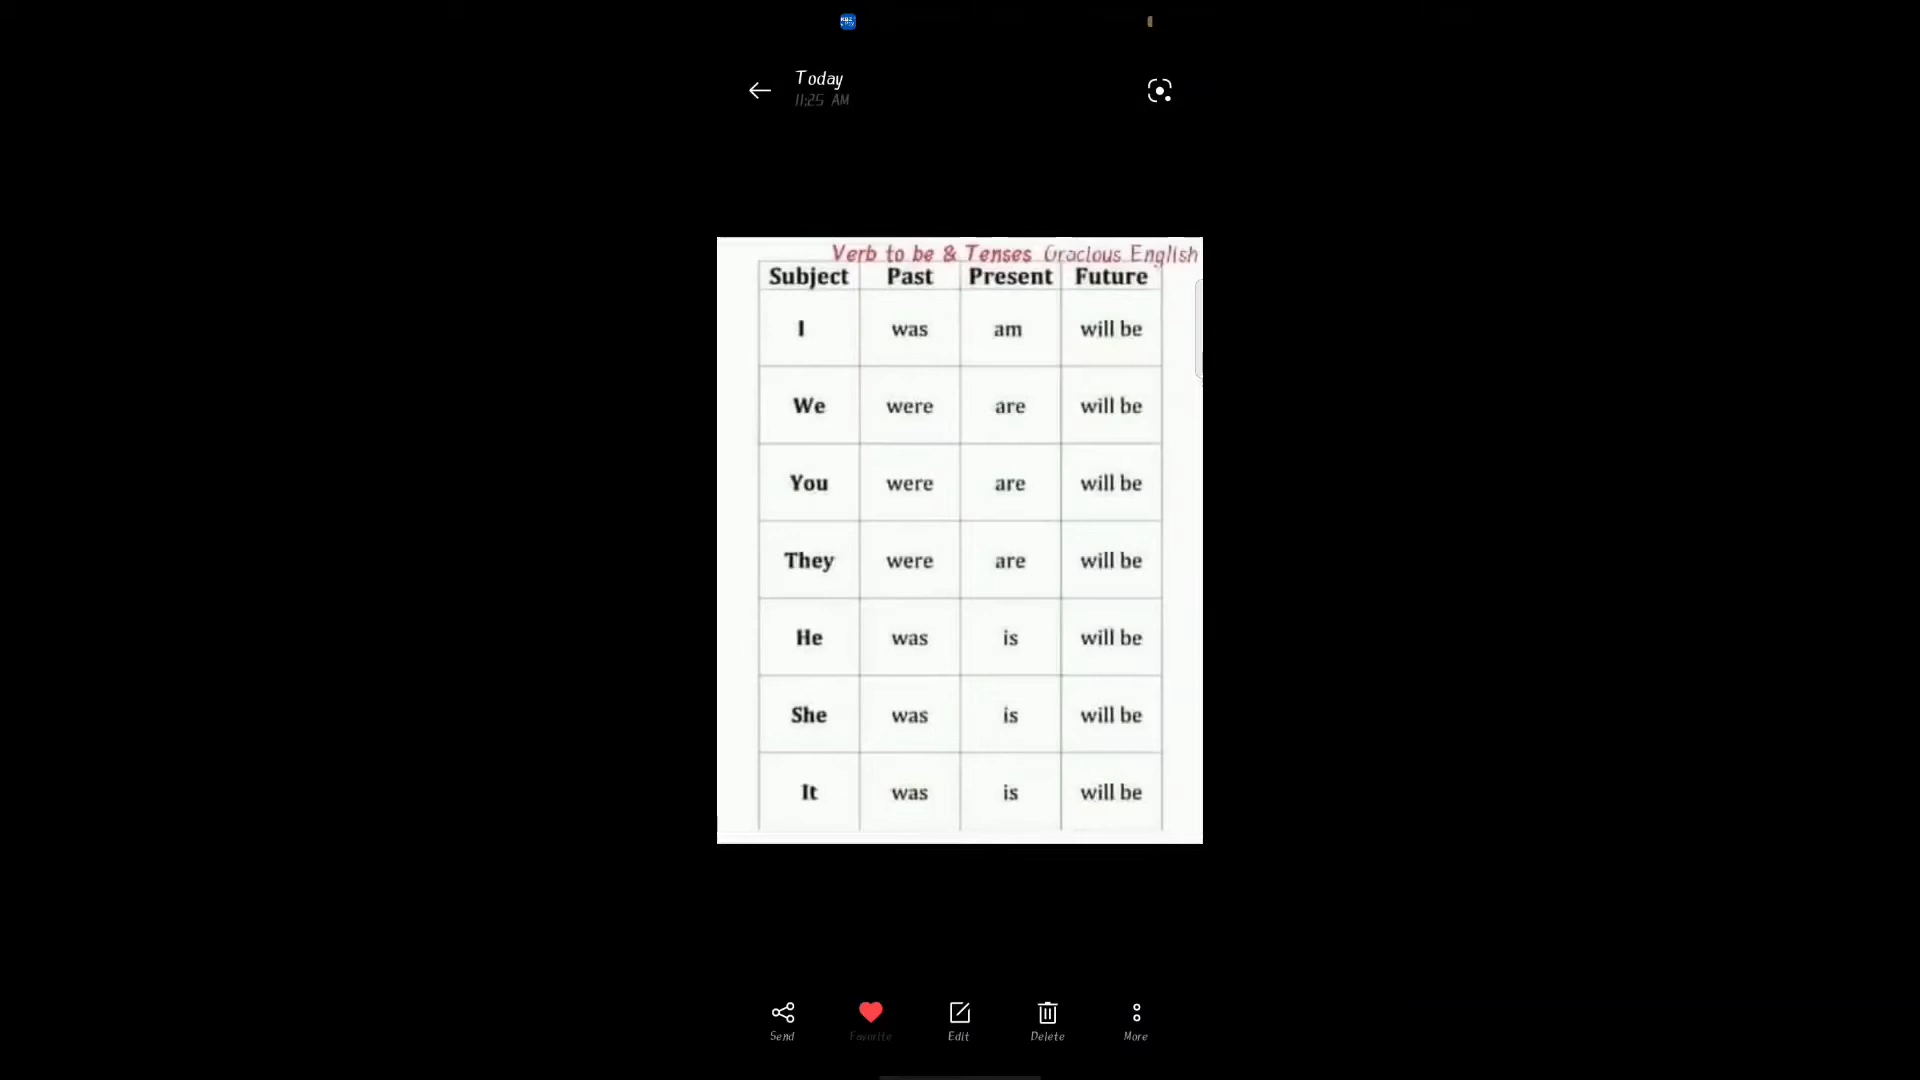 Today
11:25 AM
Verb to be & Tenses Gracious English
Subject Past Present Future
I was am will be
We were are will be
You were are will be
They were are will be
He was is will be
She was is will be
It was is will be
Send Favorite Edit Delete More